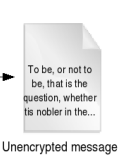 To be, or not to
be, that is the
question, whether
tis nobler in the...
Unencrypted message